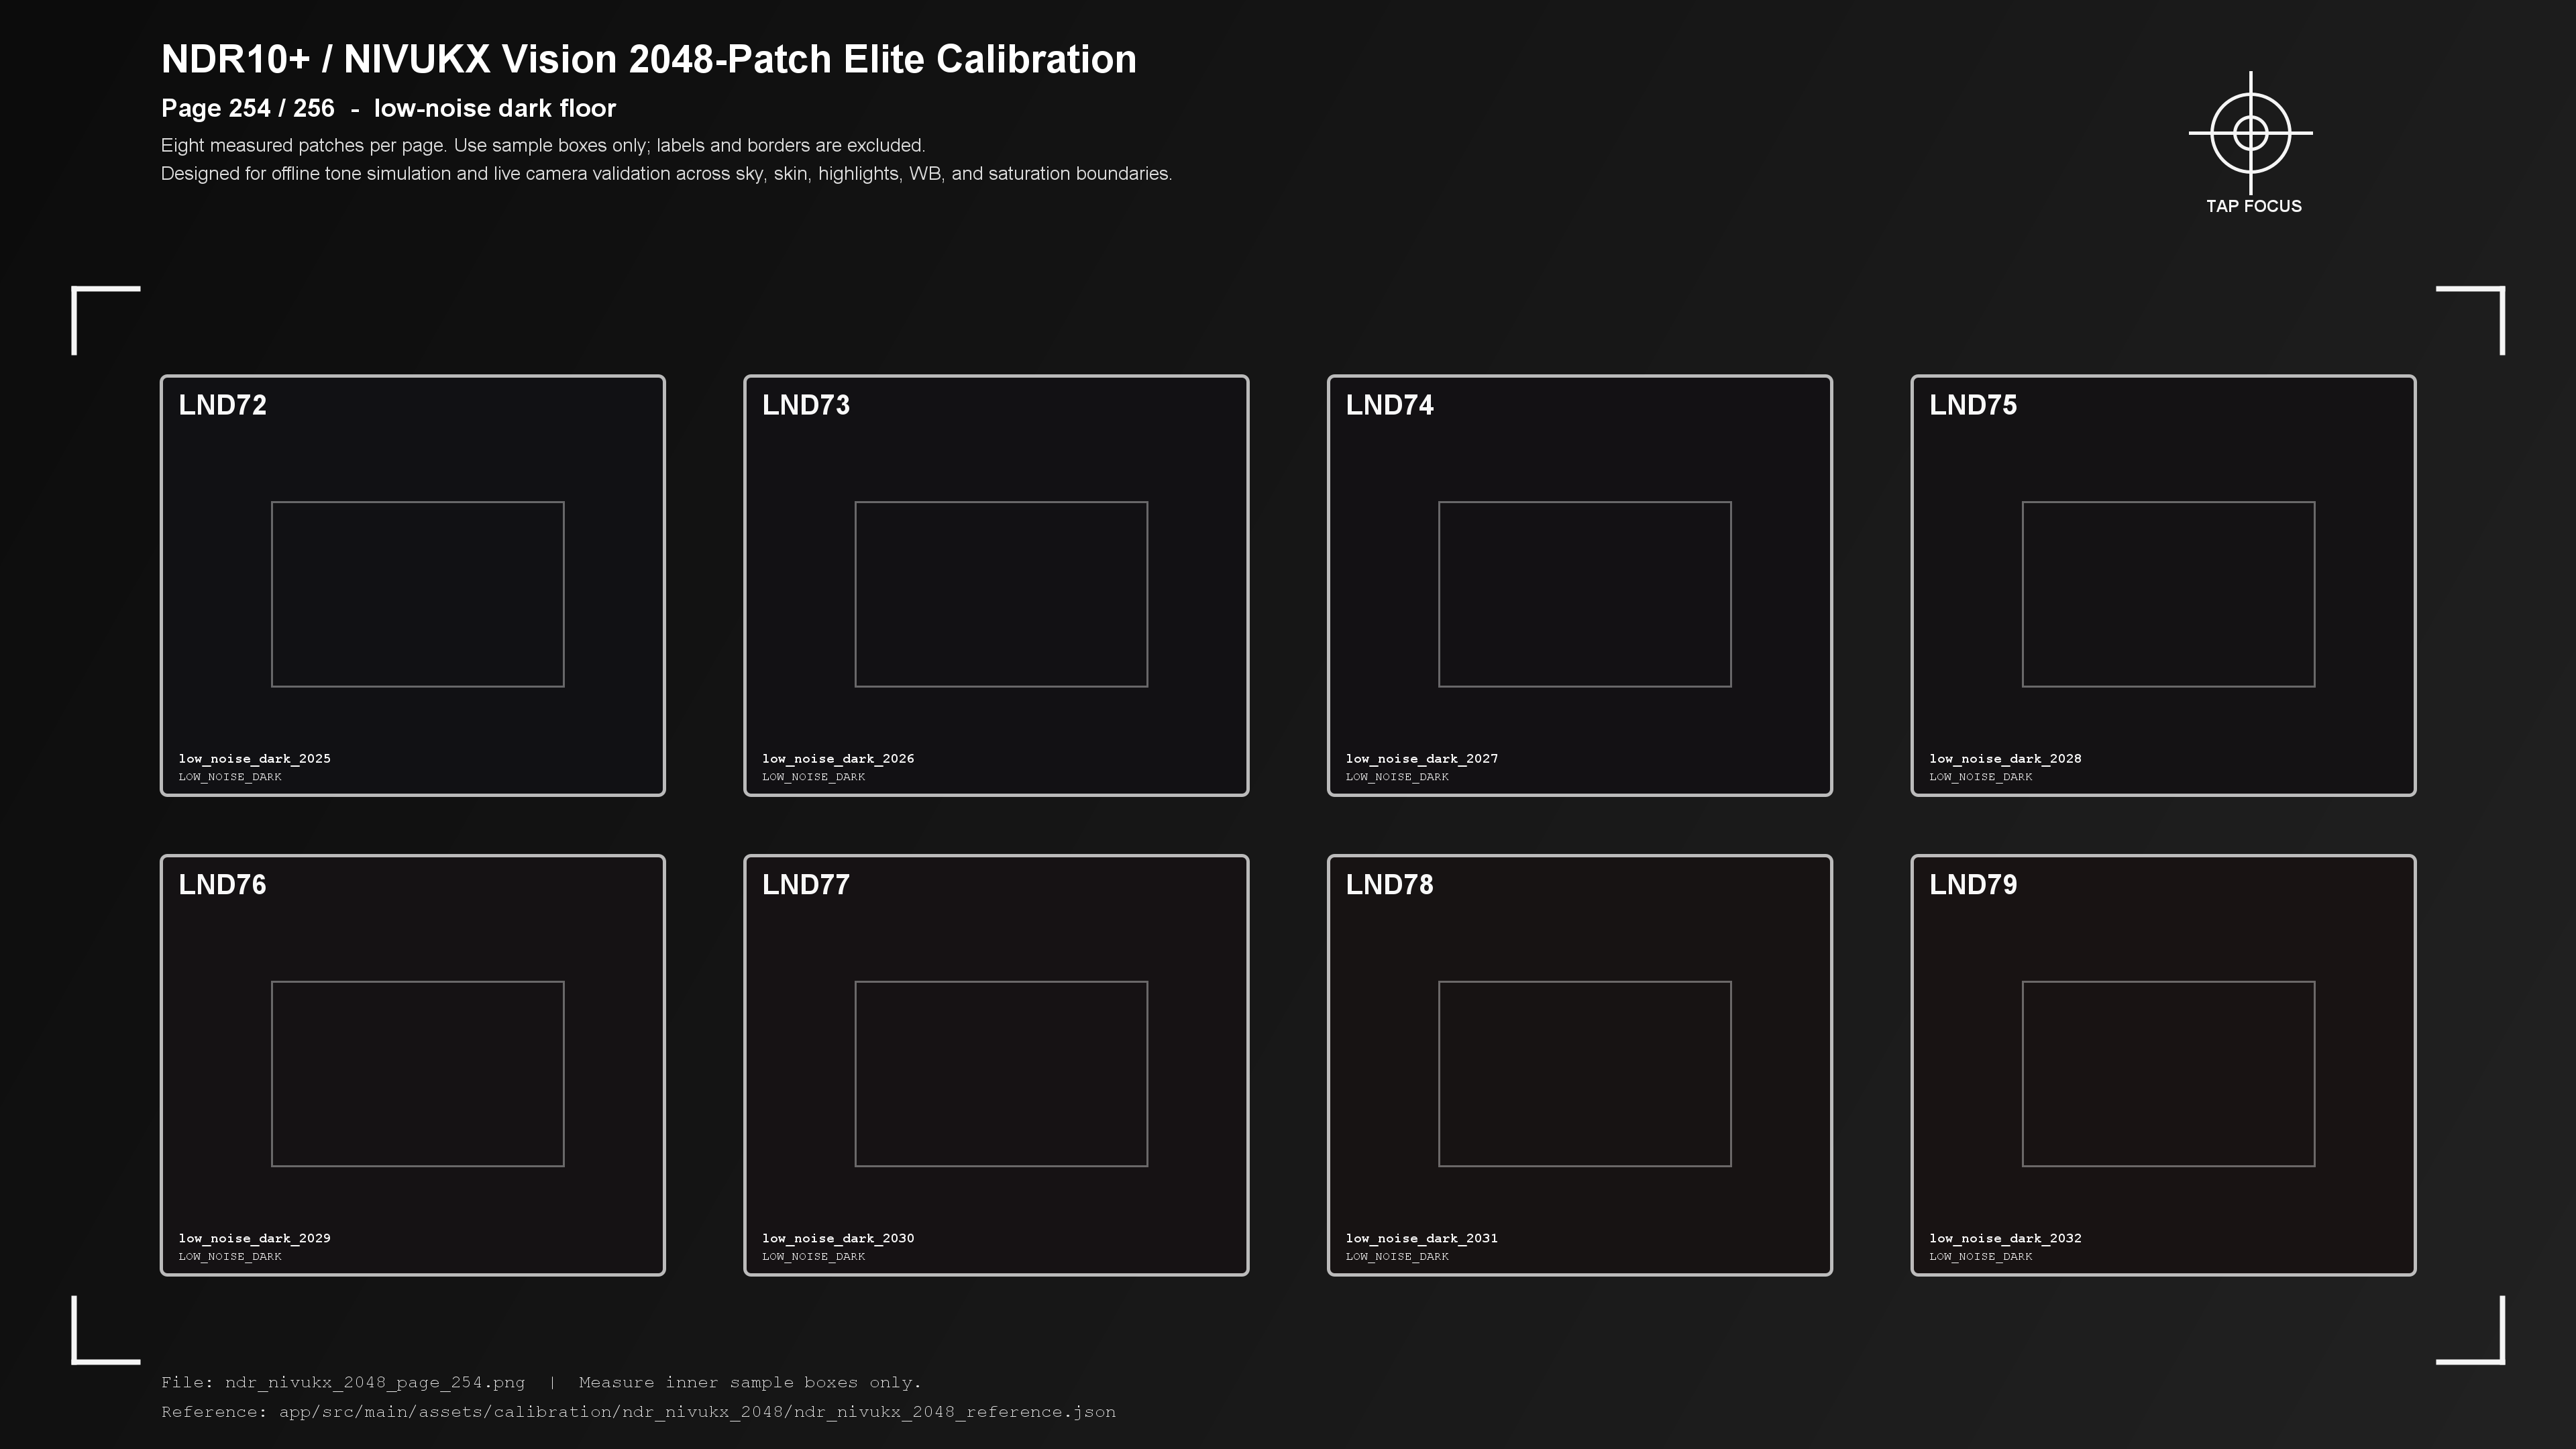 NDR10+ / NIVUKX Vision 2048-Patch Elite Calibration
Page 254 / 256 - low-noise dark floor
Eight measured patches per page. Use sample boxes only; labels and borders are excluded.
Designed for offline tone simulation and live camera validation across sky, skin, highlights, WB, and saturation boundaries.
TAP FOCUS
LND72
low_noise_dark_2025
LOW_NOISE_DARK
LND73
low_noise_dark_2026
LOW_NOISE_DARK
LND74
low_noise_dark_2027
LOW_NOISE_DARK
LND75
low_noise_dark_2028
LOW_NOISE_DARK
LND76
low_noise_dark_2029
LOW_NOISE_DARK
LND77
low_noise_dark_2030
LOW_NOISE_DARK
LND78
low_noise_dark_2031
LOW_NOISE_DARK
LND79
low_noise_dark_2032
LOW_NOISE_DARK
File: ndr_nivukx_2048_page_254.png | Measure inner sample boxes only.
Reference: app/src/main/assets/calibration/ndr_nivukx_2048/ndr_nivukx_2048_reference.json